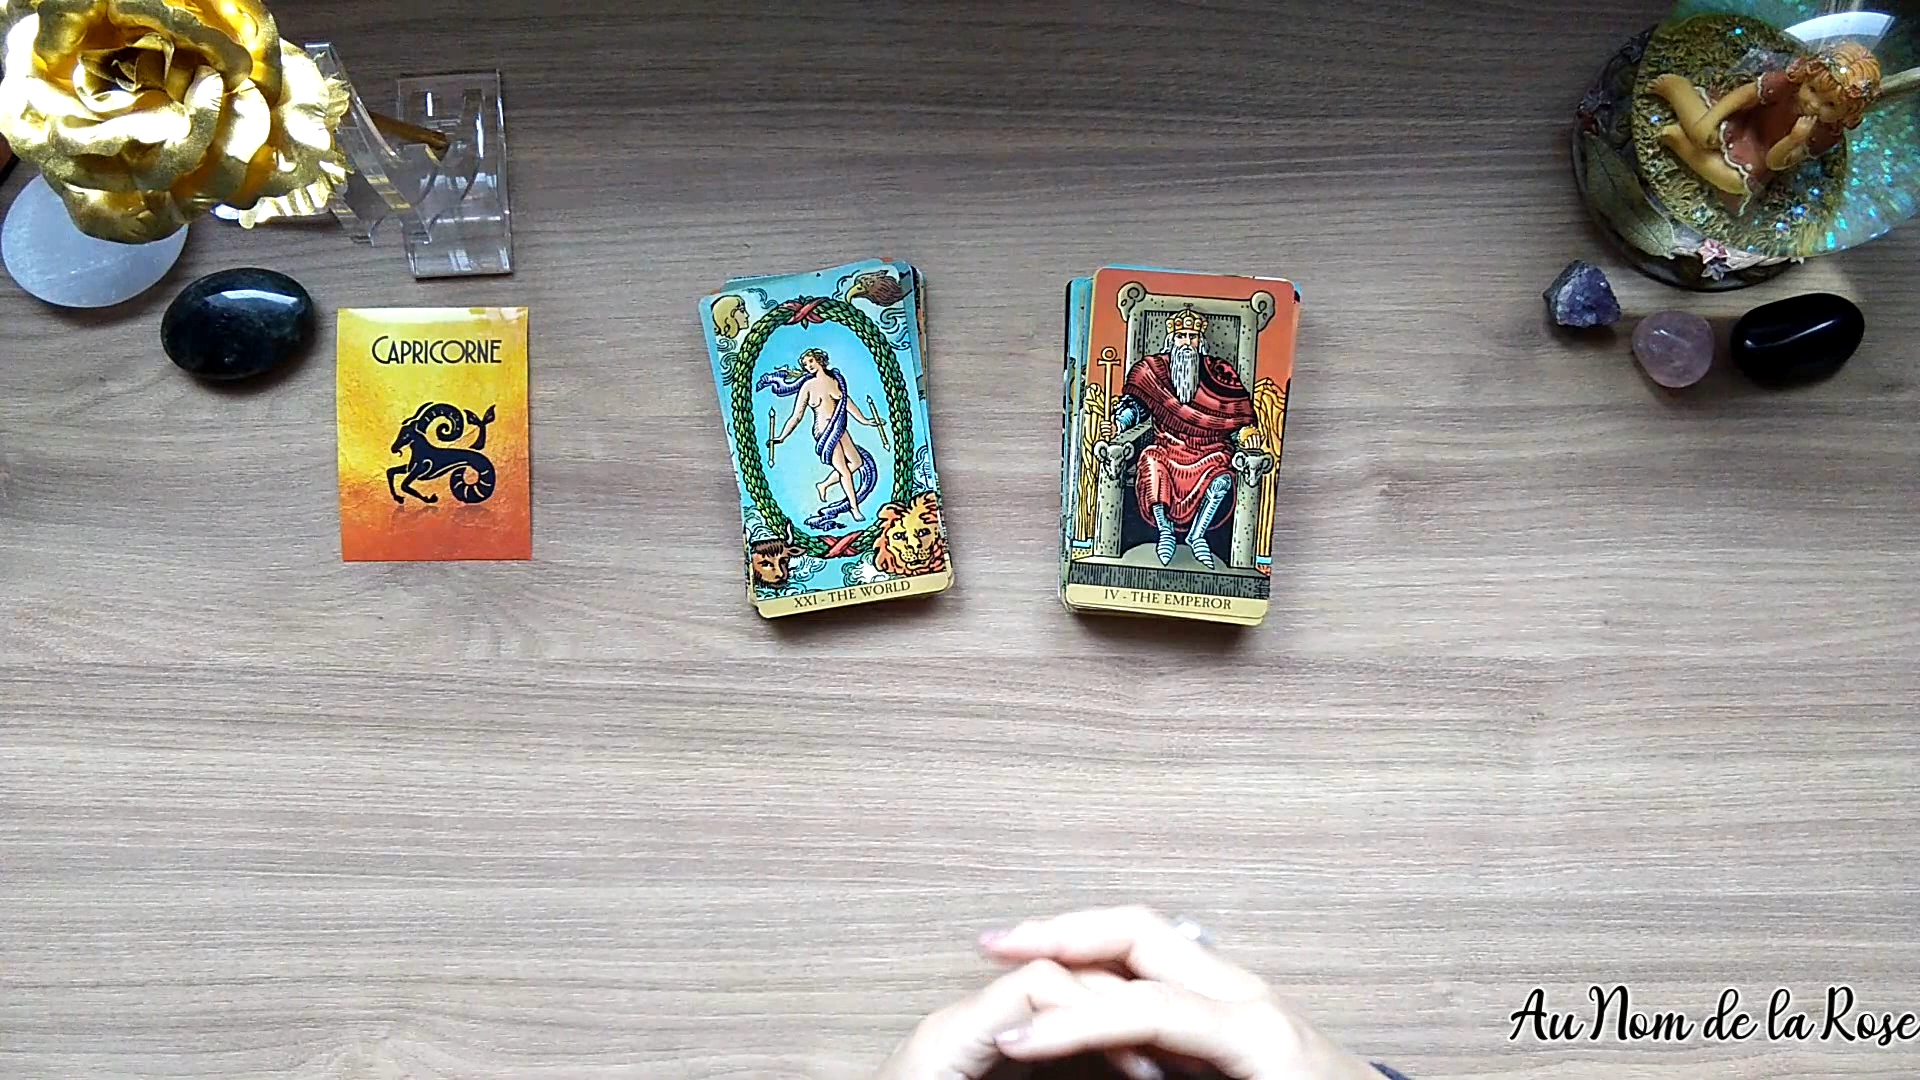 CAPRICORNE
XXI - THE WORLD
IV - THE EMPEROR
Au Nom de la Rose